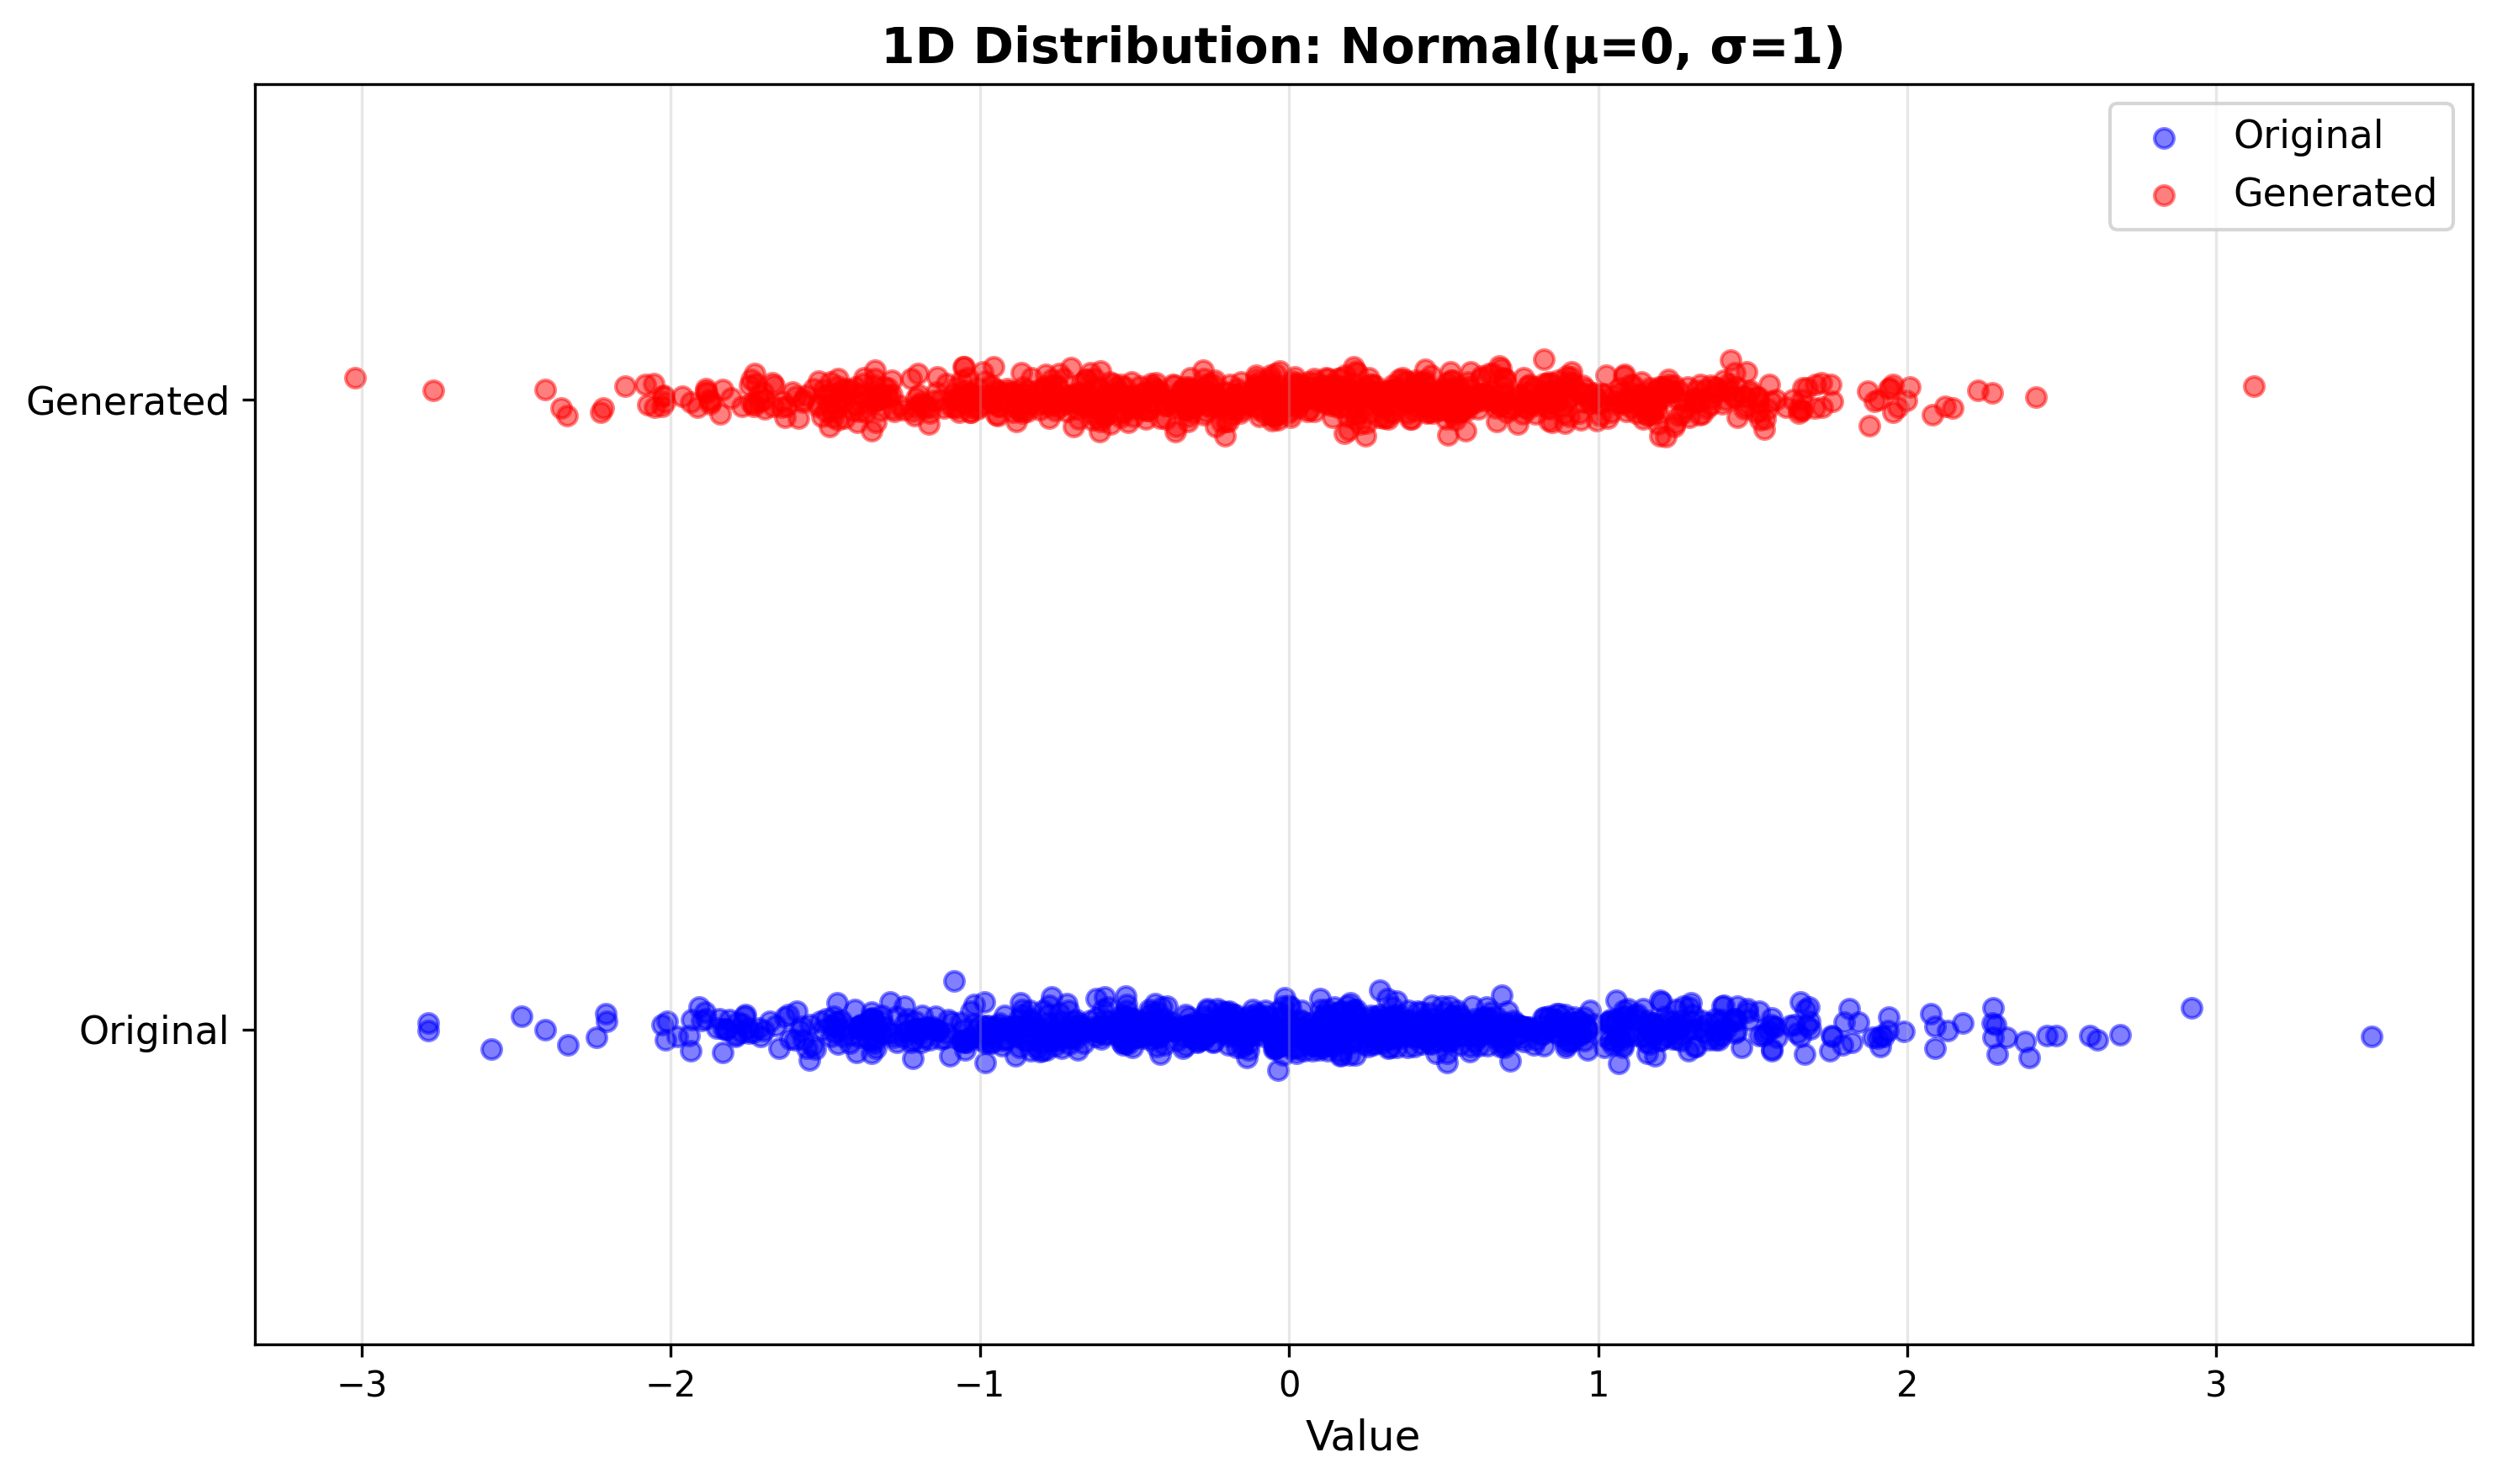 1D Distribution: Normal(μ=0, σ=1)
Original
Generated
Generated
Original
−3 −2 −1 0 1 2 3
Value